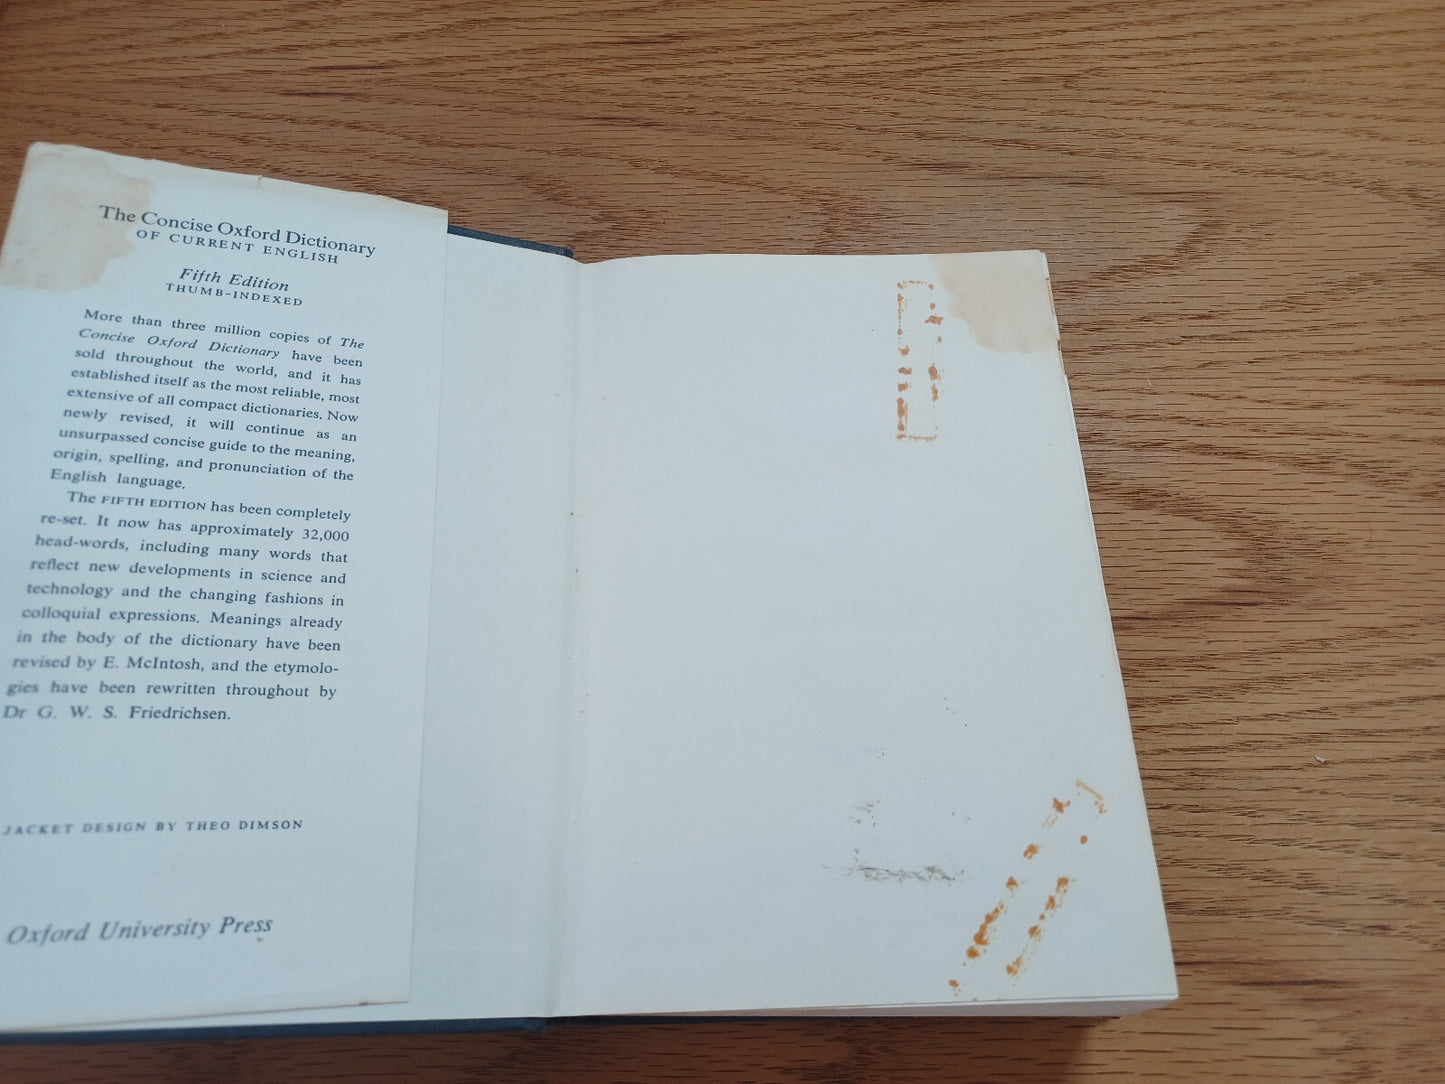 The Concise Oxford Dictionary
OF CURRENT ENGLISH
Fifth Edition
THUMB-INDEXED
More than three million copies of The
Concise Oxford Dictionary have been
sold throughout the world, and it has
established itself as the most reliable, most
extensive of all compact dictionaries. Now
newly revised, it will continue as an
unsurpassed concise guide to the meaning,
origin, spelling, and pronunciation of the
English language.
The FIFTH EDITION has been completely
re-set. It now has approximately 32,000
head-words, including many words that
reflect new developments in science and
technology and the changing fashions in
colloquial expressions. Meanings already
in the body of the dictionary have been
revised by E. McIntosh, and the etymolo-
gies have been rewritten throughout by
Dr G. W. S. Friedrichsen.
JACKET DESIGN BY THEO DIMSON
Oxford University Press